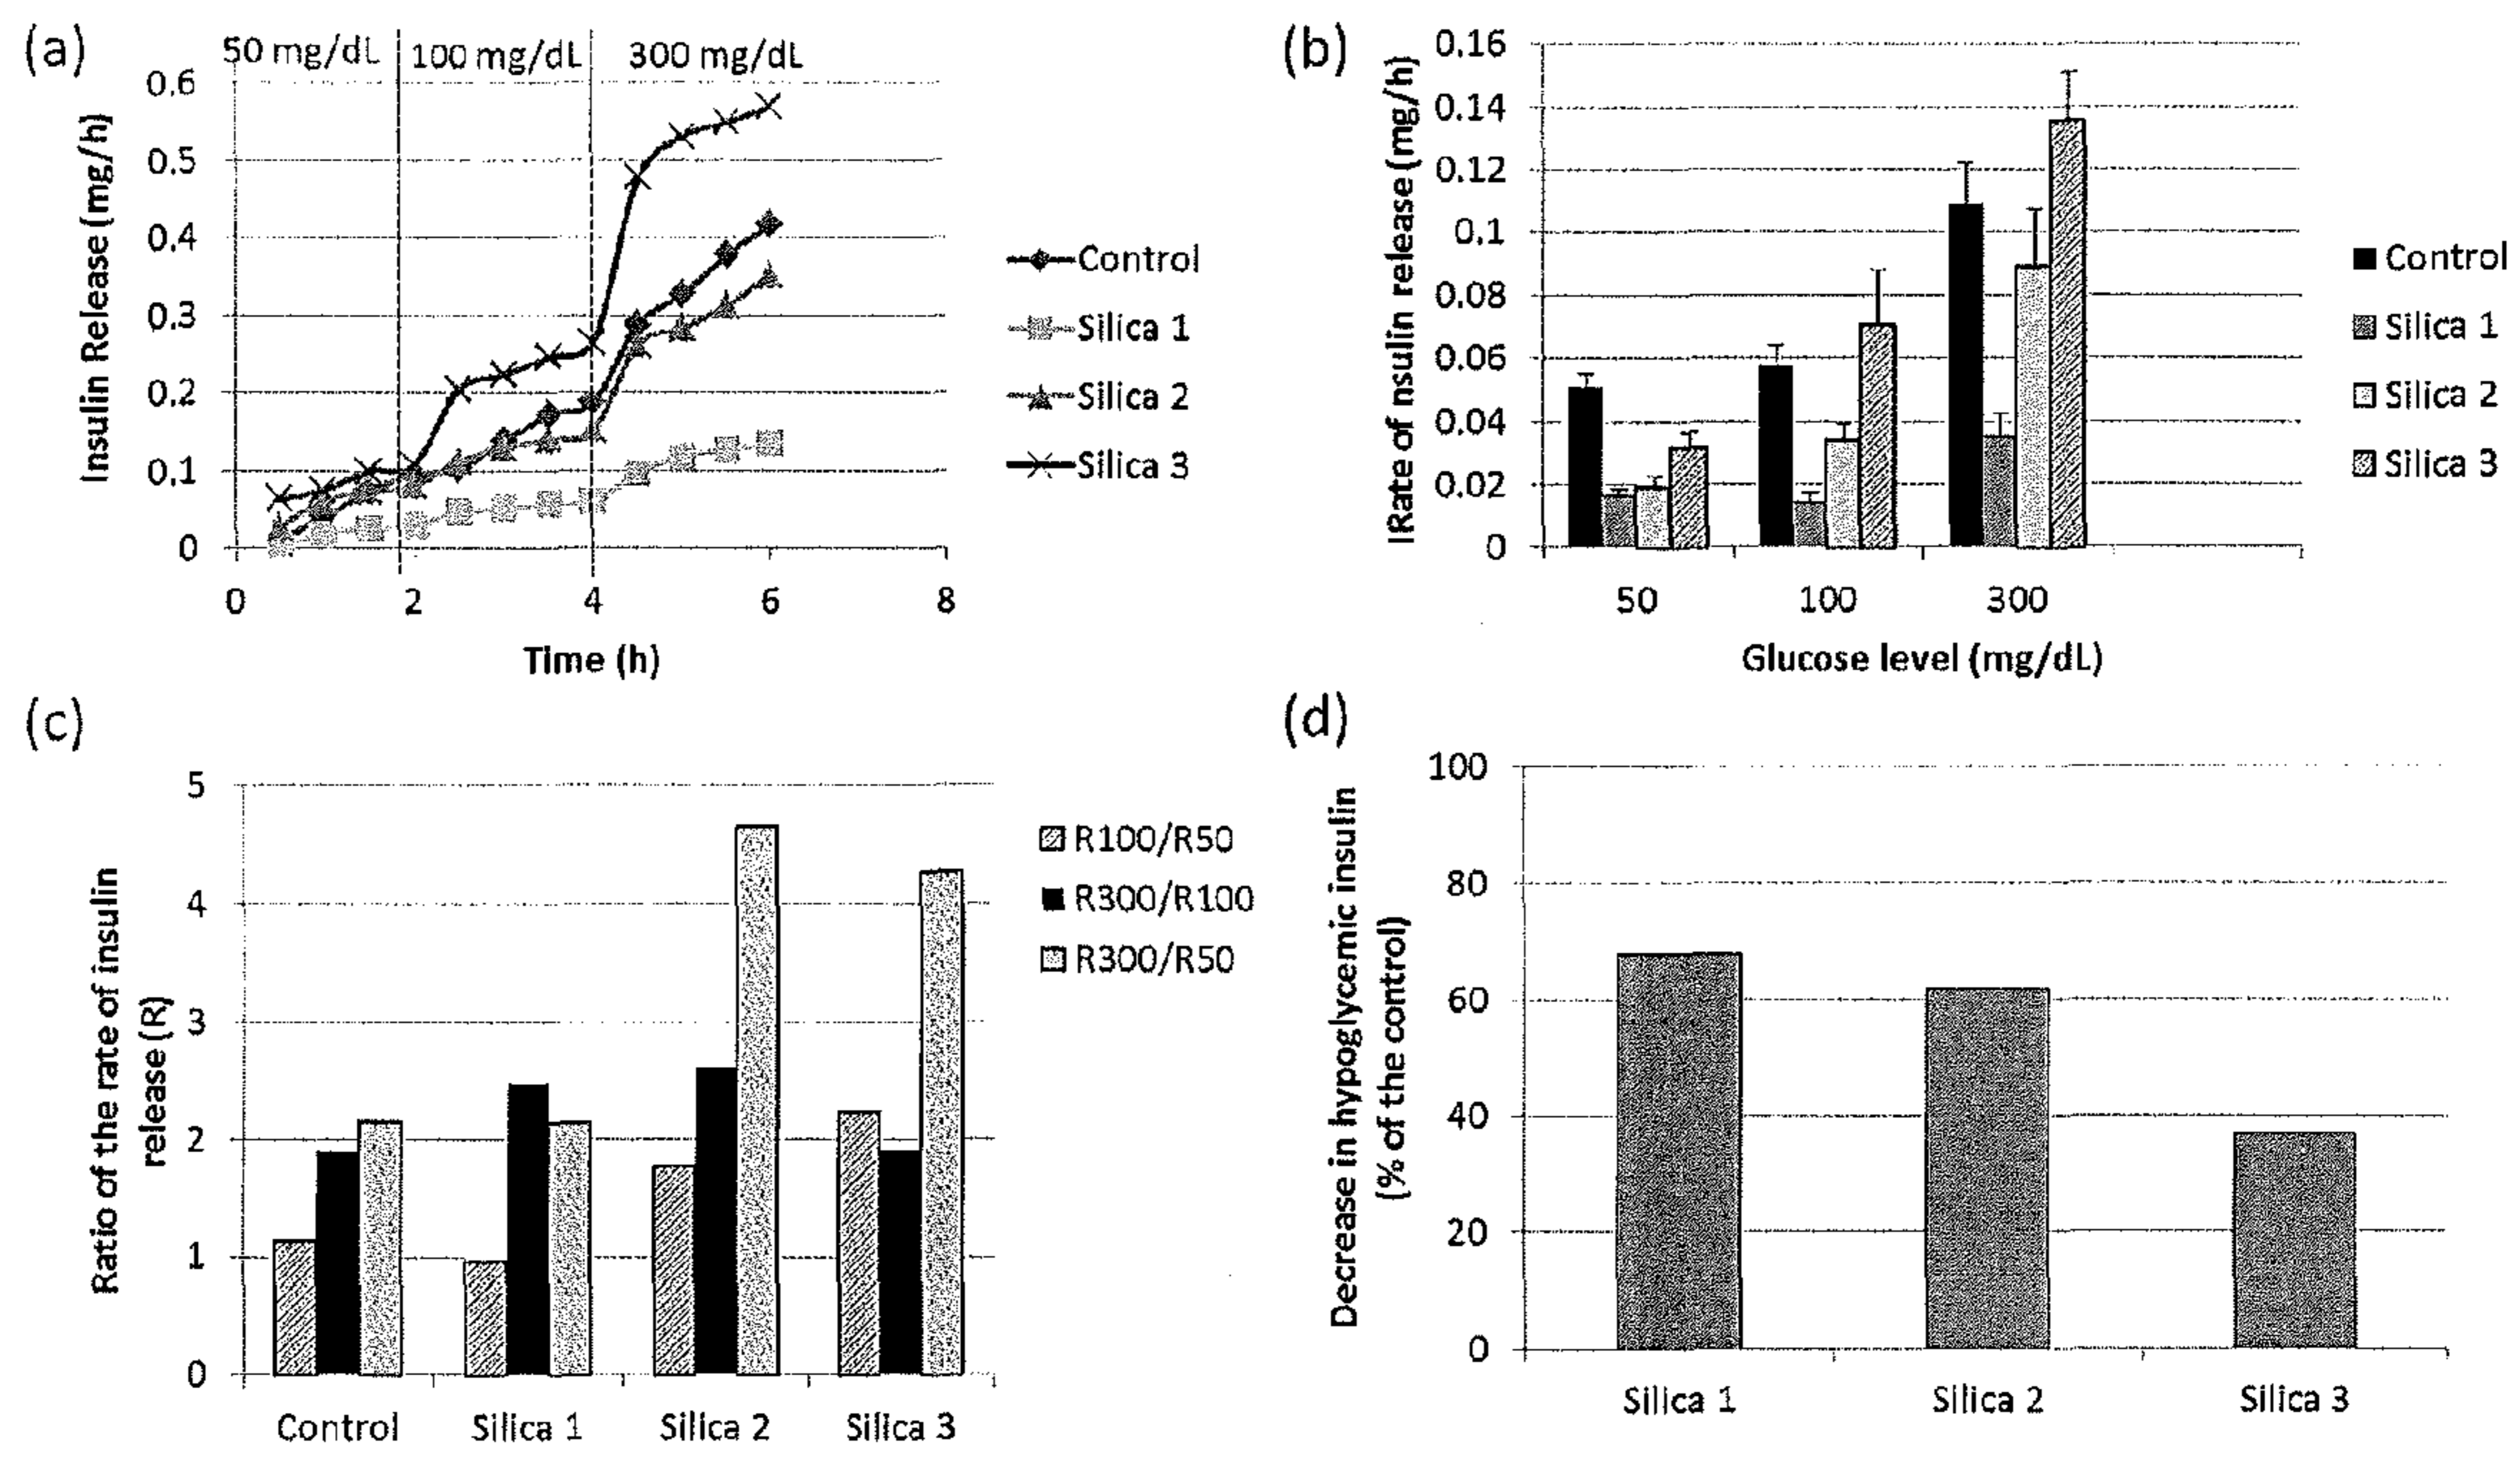 (a)
50 mg/dL 100 mg/dL 300 mg/dL
Insulin Release (mg/h)
0.6
0.5
0.4
0.3
0.2
0.1
0
0 2 4 6 8
Time (h)
Control
Silica 1
Silica 2
Silica 3
(b)
Rate of nsulin release (mg/h)
0.16
0.14
0.12
0.1
0.08
0.06
0.04
0.02
0
50 100 300
Glucose level (mg/dL)
Control
Silica 1
Silica 2
Silica 3
(c)
Ratio of the rate of insulin
release (R)
5
4
3
2
1
0
Control Silica 1 Silica 2 Silica 3
R100/R50
R300/R100
R300/R50
(d)
Decrease in hypoglycemic insulin
(% of the control)
100
80
60
40
20
0
Silica 1 Silica 2 Silica 3